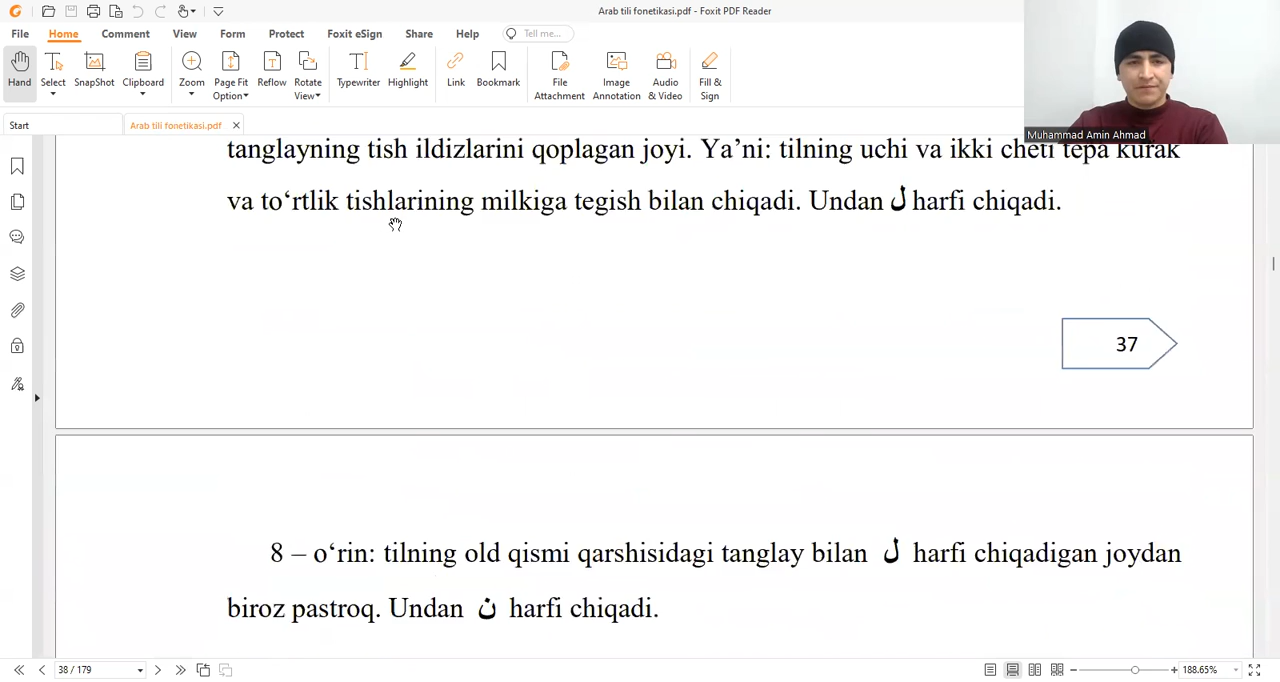 Arab tili fonetikasi.pdf - Foxit PDF Reader
File Home Comment View Form Protect Foxit eSign Share Help Tell me...
Hand Select SnapShot Clipboard Zoom Page Fit Option Reflow Rotate View Typewriter Highlight Link Bookmark File Attachment Image Annotation Audio & Video Fill & Sign
Start Arab tili fonetikasi.pdf
Muhammad Amin Ahmad
tanglayning tish ildizlarini qoplagan joyi. Ya’ni: tilning uchi va ikki cheti tepa kurak
va to‘rtlik tishlarining milkiga tegish bilan chiqadi. Undan ل harfi chiqadi.
37
8 – o‘rin: tilning old qismi qarshisidagi tanglay bilan ل harfi chiqadigan joydan
biroz pastroq. Undan ن harfi chiqadi.
38 / 179
188.65%